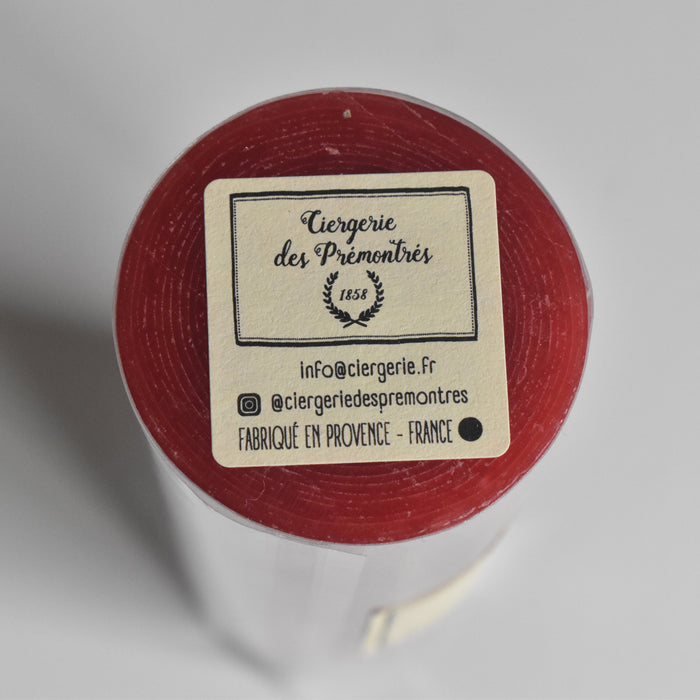 Ciergerie
des Prémontrés
1858
info@ciergerie.fr
@ciergeriedespremontres
FABRIQUÉ EN PROVENCE - FRANCE